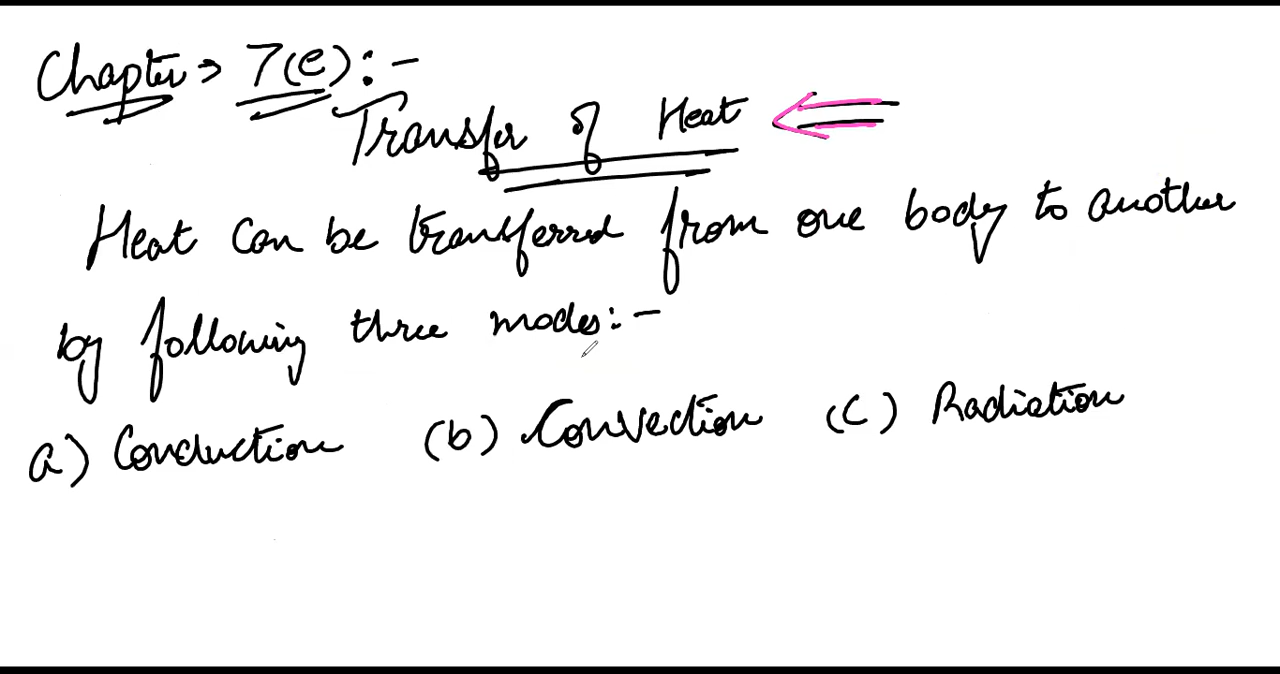 Chapter → 7(e):-
Transfer of Heat
Heat can be transferred from one body to another
by following three modes:-
a) Conduction (b) Convection (C) Radiation